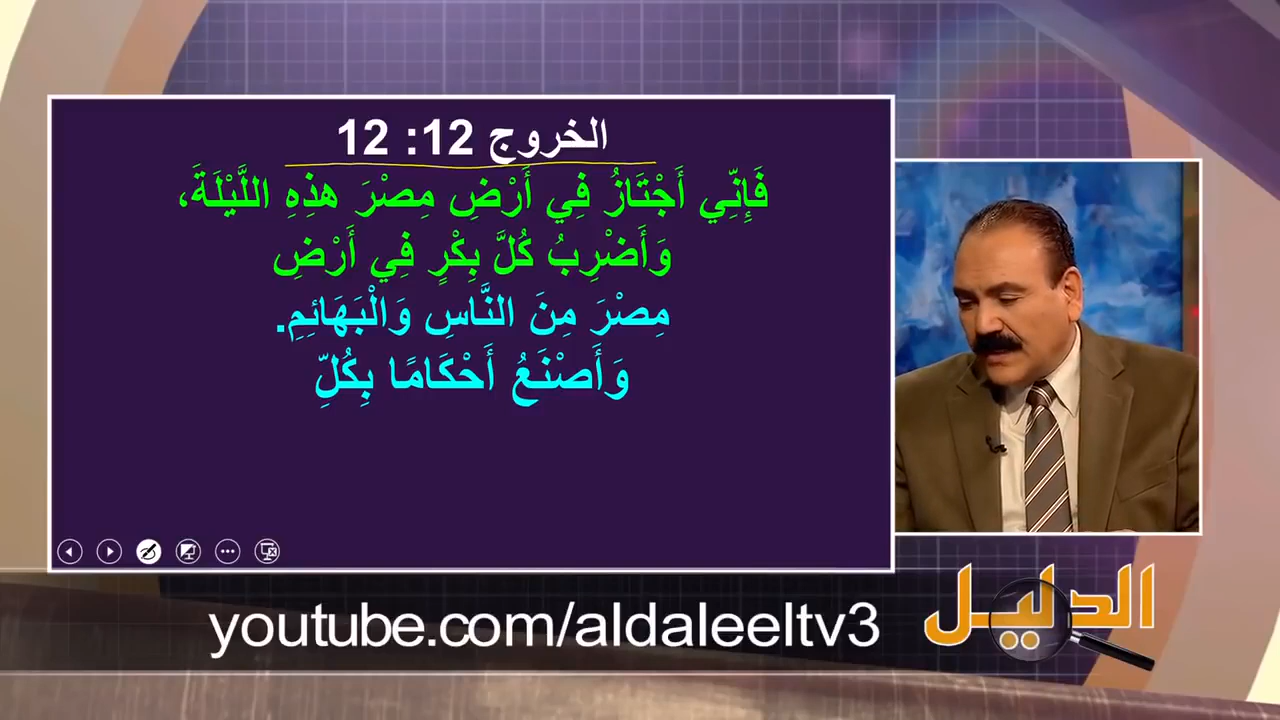 الخروج 12: 12
فَإِنِّي أَجْتَازُ فِي أَرْضِ مِصْرَ هذِهِ اللَّيْلَةَ،
وَأَضْرِبُ كُلَّ بِكْرٍ فِي أَرْضِ
مِصْرَ مِنَ النَّاسِ وَالْبَهَائِمِ.
وَأَصْنَعُ أَحْكَامًا بِكُلِّ
youtube.com/aldaleeltv3
الدليل